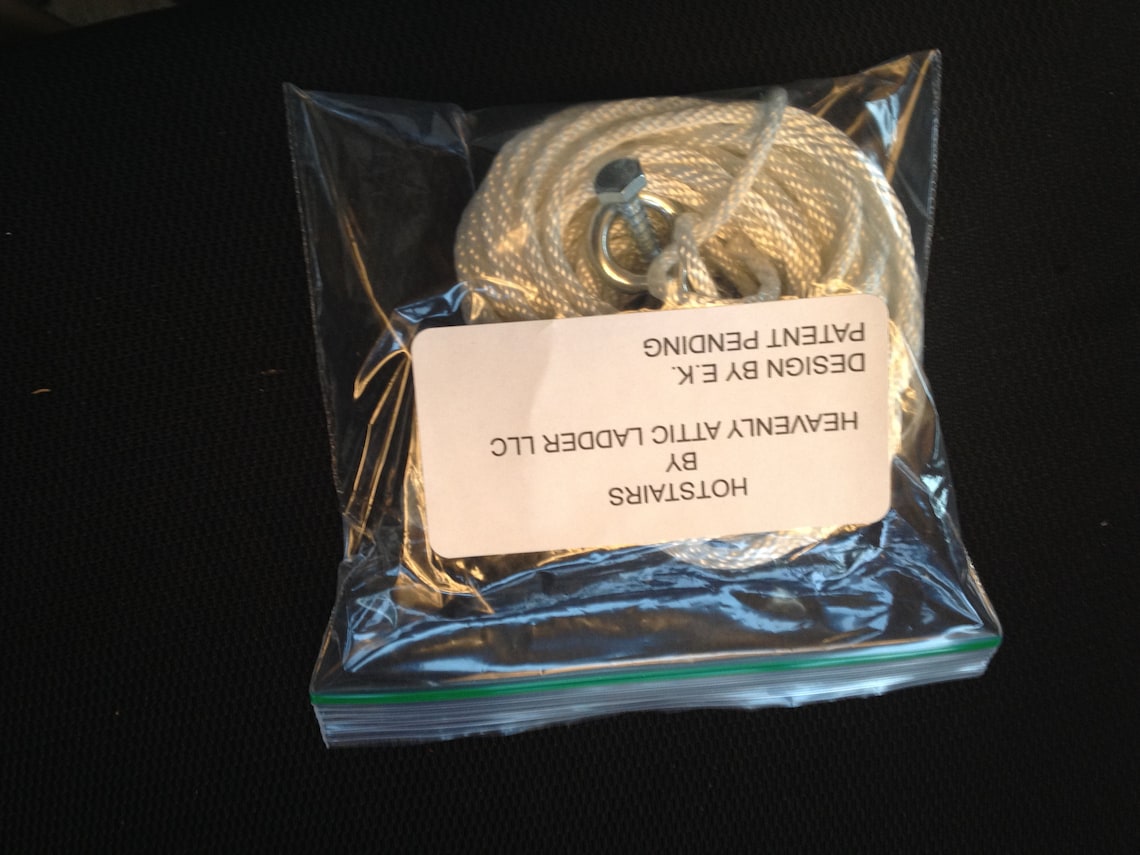 HOTSTAIRS
BY
HEAVENLY ATTIC LADDER LLC
DESIGN BY E.K.
PATENT PENDING